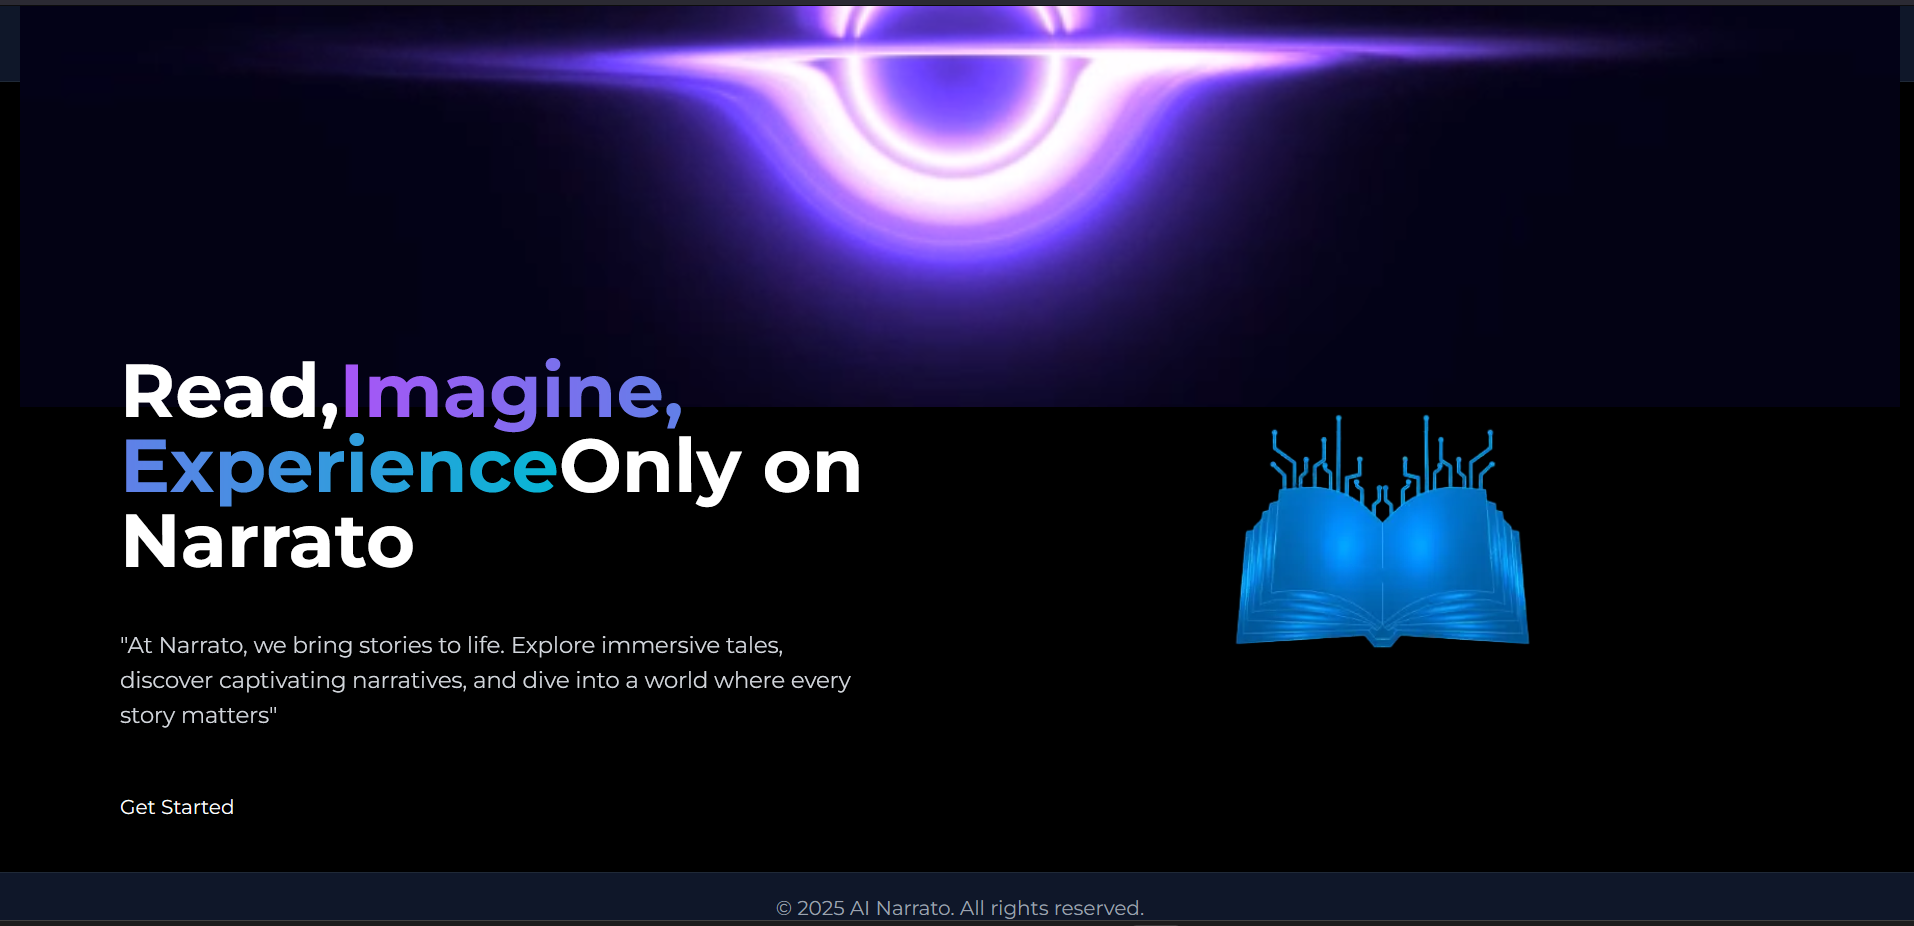 Read,Imagine,
ExperienceOnly on
Narrato
"At Narrato, we bring stories to life. Explore immersive tales,
discover captivating narratives, and dive into a world where every
story matters"
Get Started
© 2025 AI Narrato. All rights reserved.